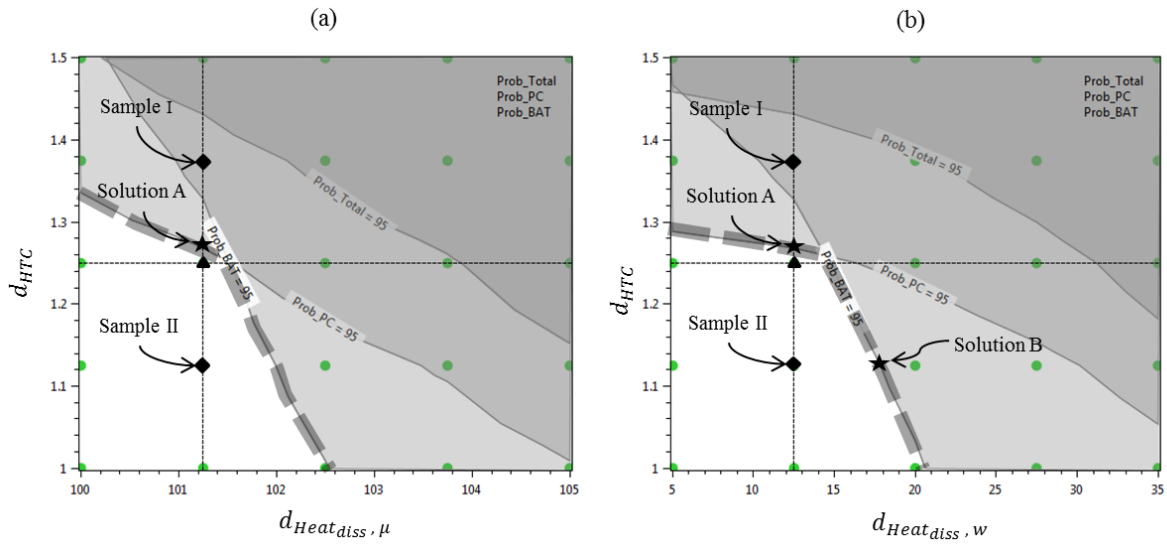 (a)
1.5
1.4
1.3
1.2
1.1
1
100
101
102
103
104
105
d_HTC
d_Heat_diss , μ
Prob_Total
Prob_PC
Prob_BAT
Sample I
Solution A
Sample II
Prob_Total = 95
Prob_BAT = 95
Prob_PC = 95
(b)
1.5
1.4
1.3
1.2
1.1
1
5
10
15
20
25
30
35
d_HTC
d_Heat_diss , w
Prob_Total
Prob_PC
Prob_BAT
Sample I
Solution A
Sample II
Solution B
Prob_Total = 95
Prob_PC = 95
Prob_BAT = 95